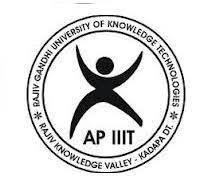 RAJIV GANDHI UNIVERSITY OF KNOWLEDGE TECHNOLOGIES
AP IIIT
RAJIV KNOWLEDGE VALLEY - KADAPA DT.